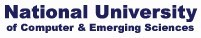 National University
of Computer & Emerging Sciences